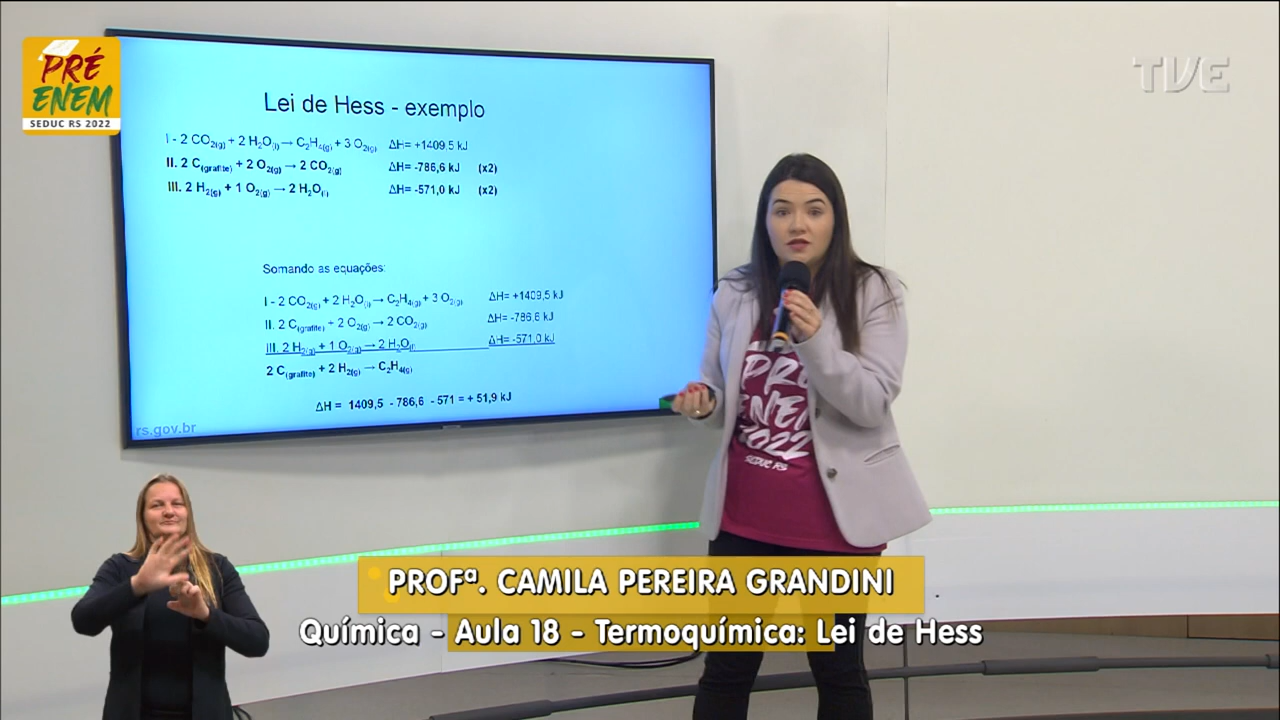 PRÉ
ENEM
SEDUC RS 2022
TVE
Lei de Hess - exemplo
I - 2 CO2(g) + 2 H2O(l) → C2H4(g) + 3 O2(g) ΔH= +1409,5 kJ
II. 2 C(grafite) + 2 O2(g) → 2 CO2(g) ΔH= -786,6 kJ (x2)
III. 2 H2(g) + 1 O2(g) → 2 H2O(l) ΔH= -571,0 kJ (x2)
Somando as equações:
I - 2 CO2(g) + 2 H2O(l) → C2H4(g) + 3 O2(g) ΔH= +1409,5 kJ
II. 2 C(grafite) + 2 O2(g) → 2 CO2(g) ΔH= -786,6 kJ
III. 2 H2(g) + 1 O2(g) → 2 H2O(l) ΔH= -571,0 kJ
2 C(grafite) + 2 H2(g) → C2H4(g)
ΔH = 1409,5 - 786,6 - 571 = + 51,9 kJ
rs.gov.br
PRÉ
ENEM
2022
SEDUC RS
PROFª. CAMILA PEREIRA GRANDINI
Química - Aula 18 - Termoquímica: Lei de Hess